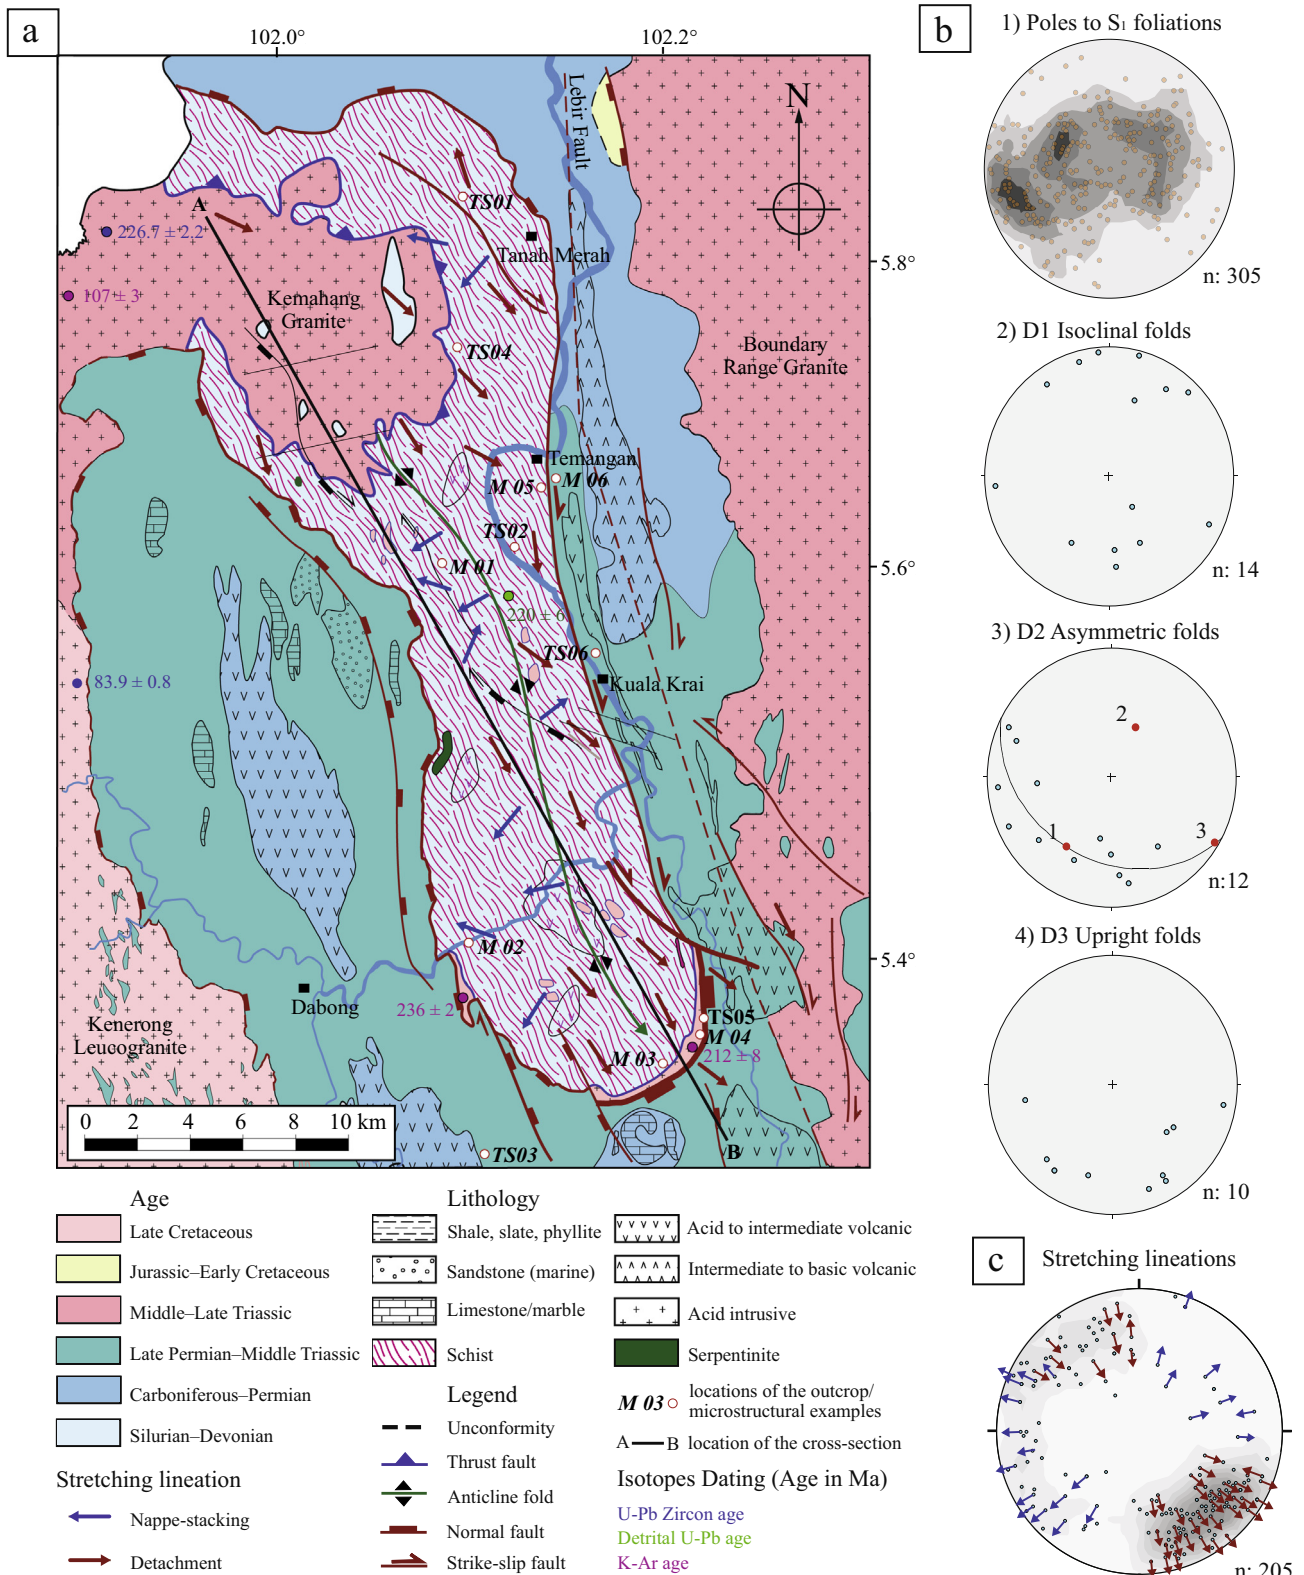 a
102.0°
102.2°
5.8°
5.6°
5.4°
N
Lebir Fault
A
TS01
Tanah Merah
226.7 ± 2.2
107 ± 3
Kemahang
Granite
TS04
Boundary
Range Granite
Temangan
M 05
M 06
TS02
M 01
220 ± 6
TS06
Kuala Krai
83.9 ± 0.8
M 02
Dabong
236 ± 2
Kenerong
Leucogranite
TS05
M 04
M 03
212 ± 8
B
TS03
0 2 4 6 8 10 km
Age
Late Cretaceous
Jurassic–Early Cretaceous
Middle–Late Triassic
Late Permian–Middle Triassic
Carboniferous–Permian
Silurian–Devonian
Stretching lineation
Nappe-stacking
Detachment
Lithology
Shale, slate, phyllite
Sandstone (marine)
Limestone/marble
Schist
Legend
Unconformity
Thrust fault
Anticline fold
Normal fault
Strike-slip fault
Acid to intermediate volcanic
Intermediate to basic volcanic
Acid intrusive
Serpentinite
M 03 locations of the outcrop/
microstructural examples
A B location of the cross-section
Isotopes Dating (Age in Ma)
U-Pb Zircon age
Detrital U-Pb age
K-Ar age
b
1) Poles to S1 foliations
n: 305
2) D1 Isoclinal folds
n: 14
3) D2 Asymmetric folds
2
1
3
n:12
4) D3 Upright folds
n: 10
c
Stretching lineations
n: 205